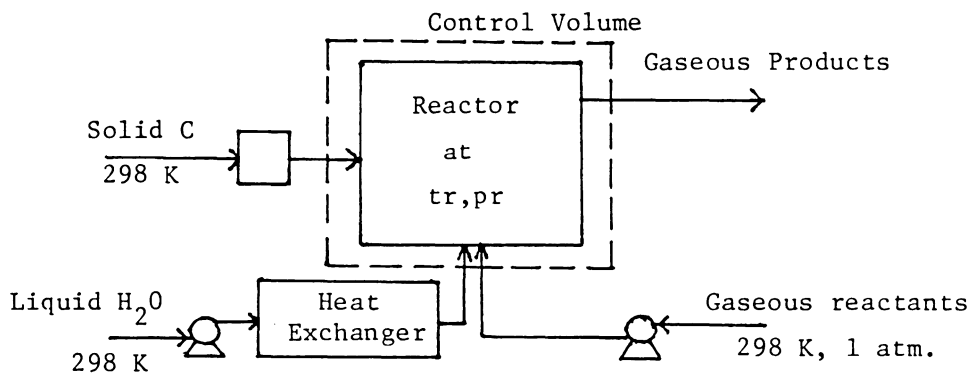 Control Volume
Gaseous Products
Reactor
at
tr,pr
Solid C
298 K
Liquid H₂O
298 K
Heat
Exchanger
Gaseous reactants
298 K, 1 atm.